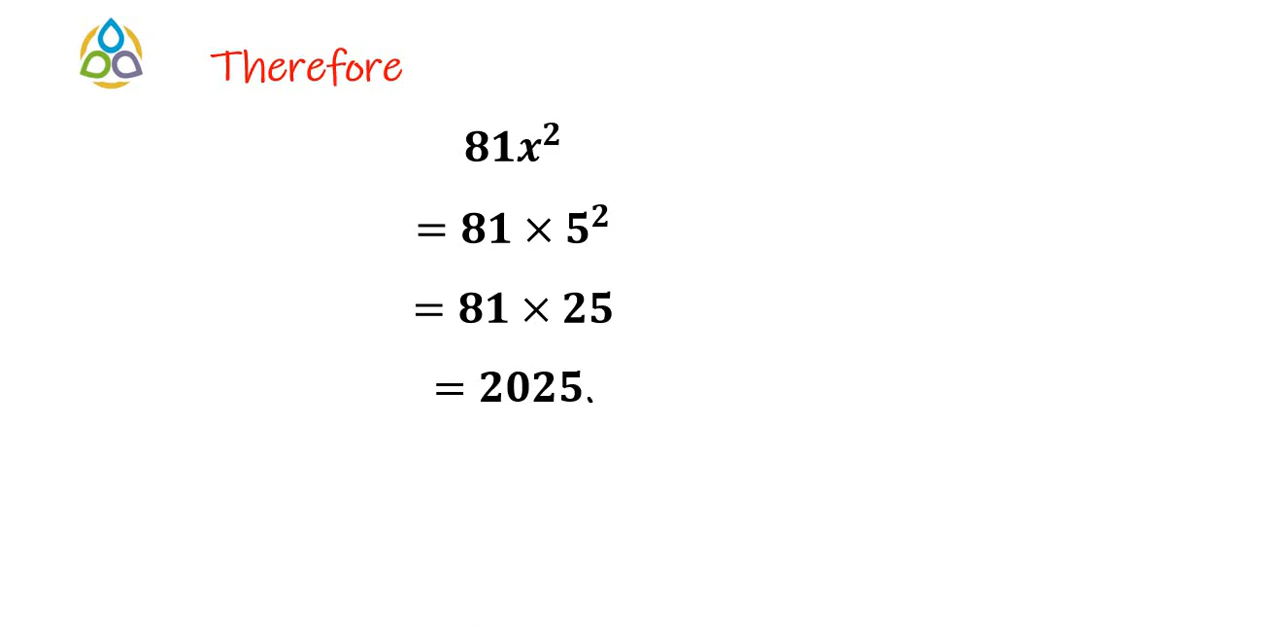 Therefore
81x²
= 81 × 5²
= 81 × 25
= 2025.